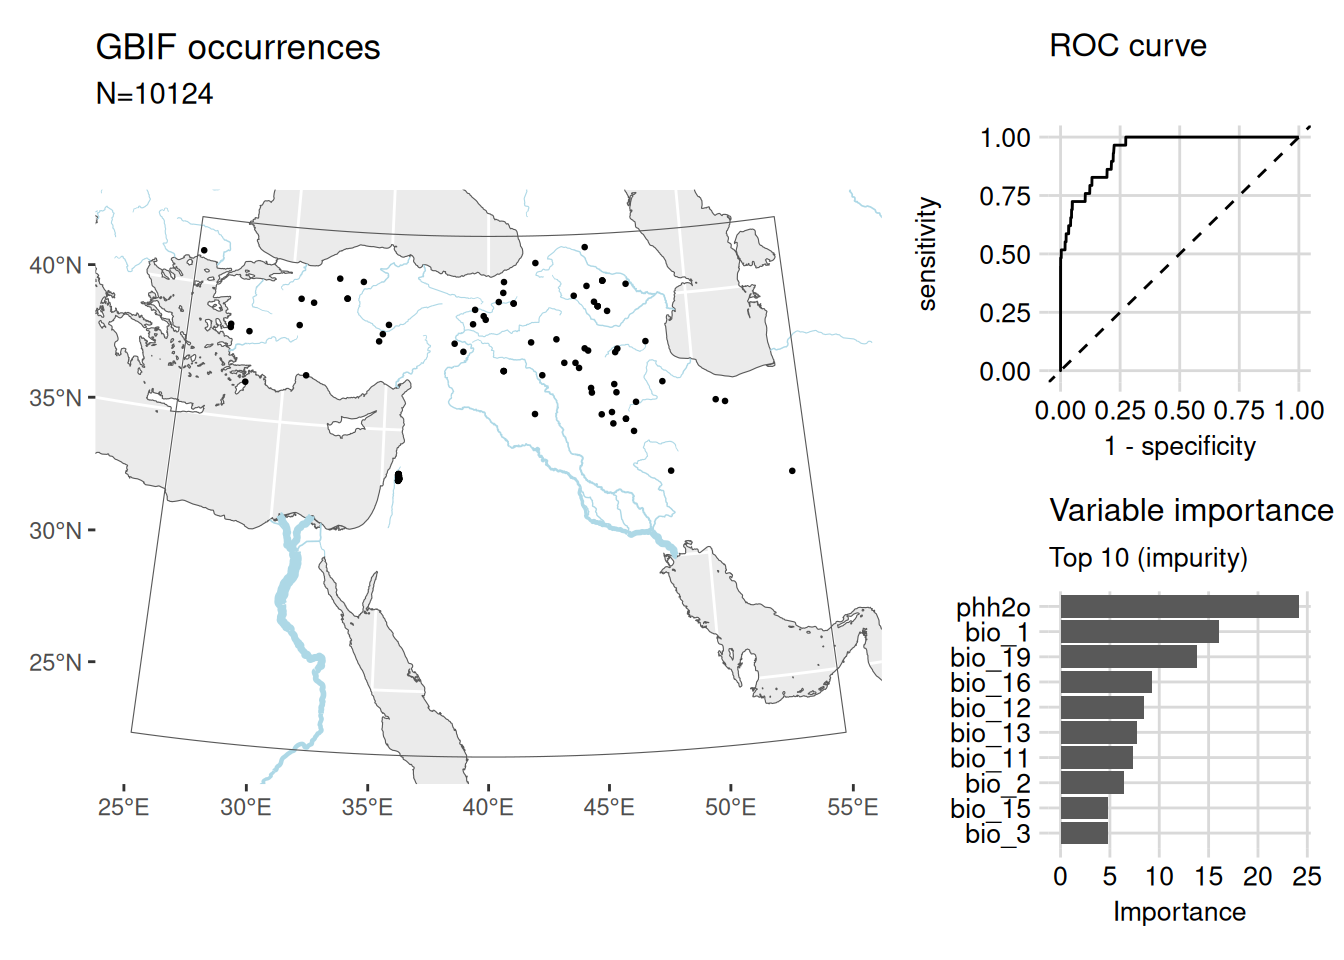 GBIF occurrences
N=10124
40°N
35°N
30°N
25°N
25°E 30°E 35°E 40°E 45°E 50°E 55°E
ROC curve
sensitivity
1.00
0.75
0.50
0.25
0.00
0.00 0.25 0.50 0.75 1.00
1 - specificity
Variable importance
Top 10 (impurity)
phh2o
bio_1
bio_19
bio_16
bio_12
bio_13
bio_11
bio_2
bio_15
bio_3
0 5 10 15 20 25
Importance